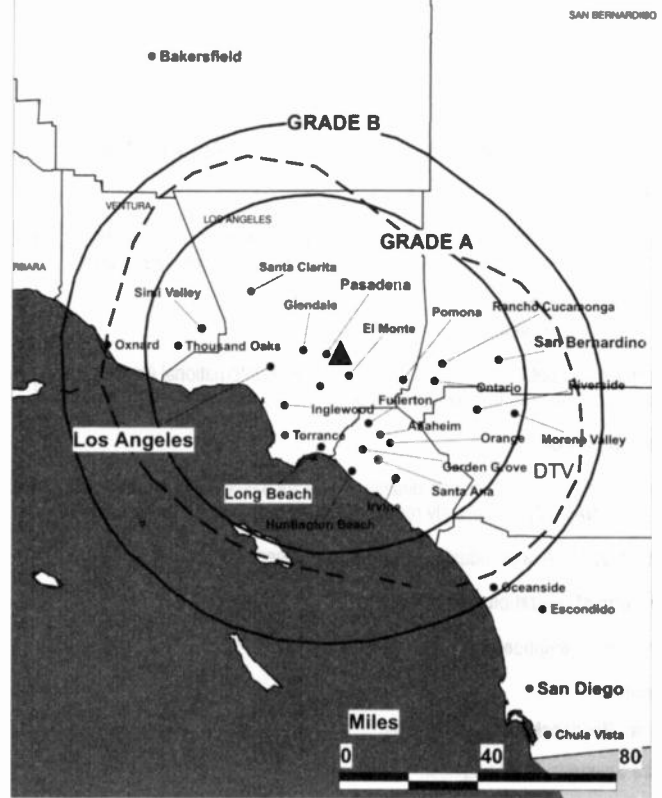 SAN BERNARDINO
Bakersfield
GRADE B
VENTURA
LOS ANGELES
GRADE A
RBARA
Santa Clarita
Pasadena
Simi Valley
Glendale
Rancho Cucamonga
El Monte
Pomona
Oxnard
Thousand Oaks
San Bernardino
Ontario
Riverside
Fullerton
Inglewood
Anaheim
Los Angeles
Torrance
Orange
Moreno Valley
Garden Grove
DTV
Long Beach
Santa Ana
Irvine
Huntington Beach
Oceanside
Escondido
San Diego
Miles
Chula Vista
0 40 80